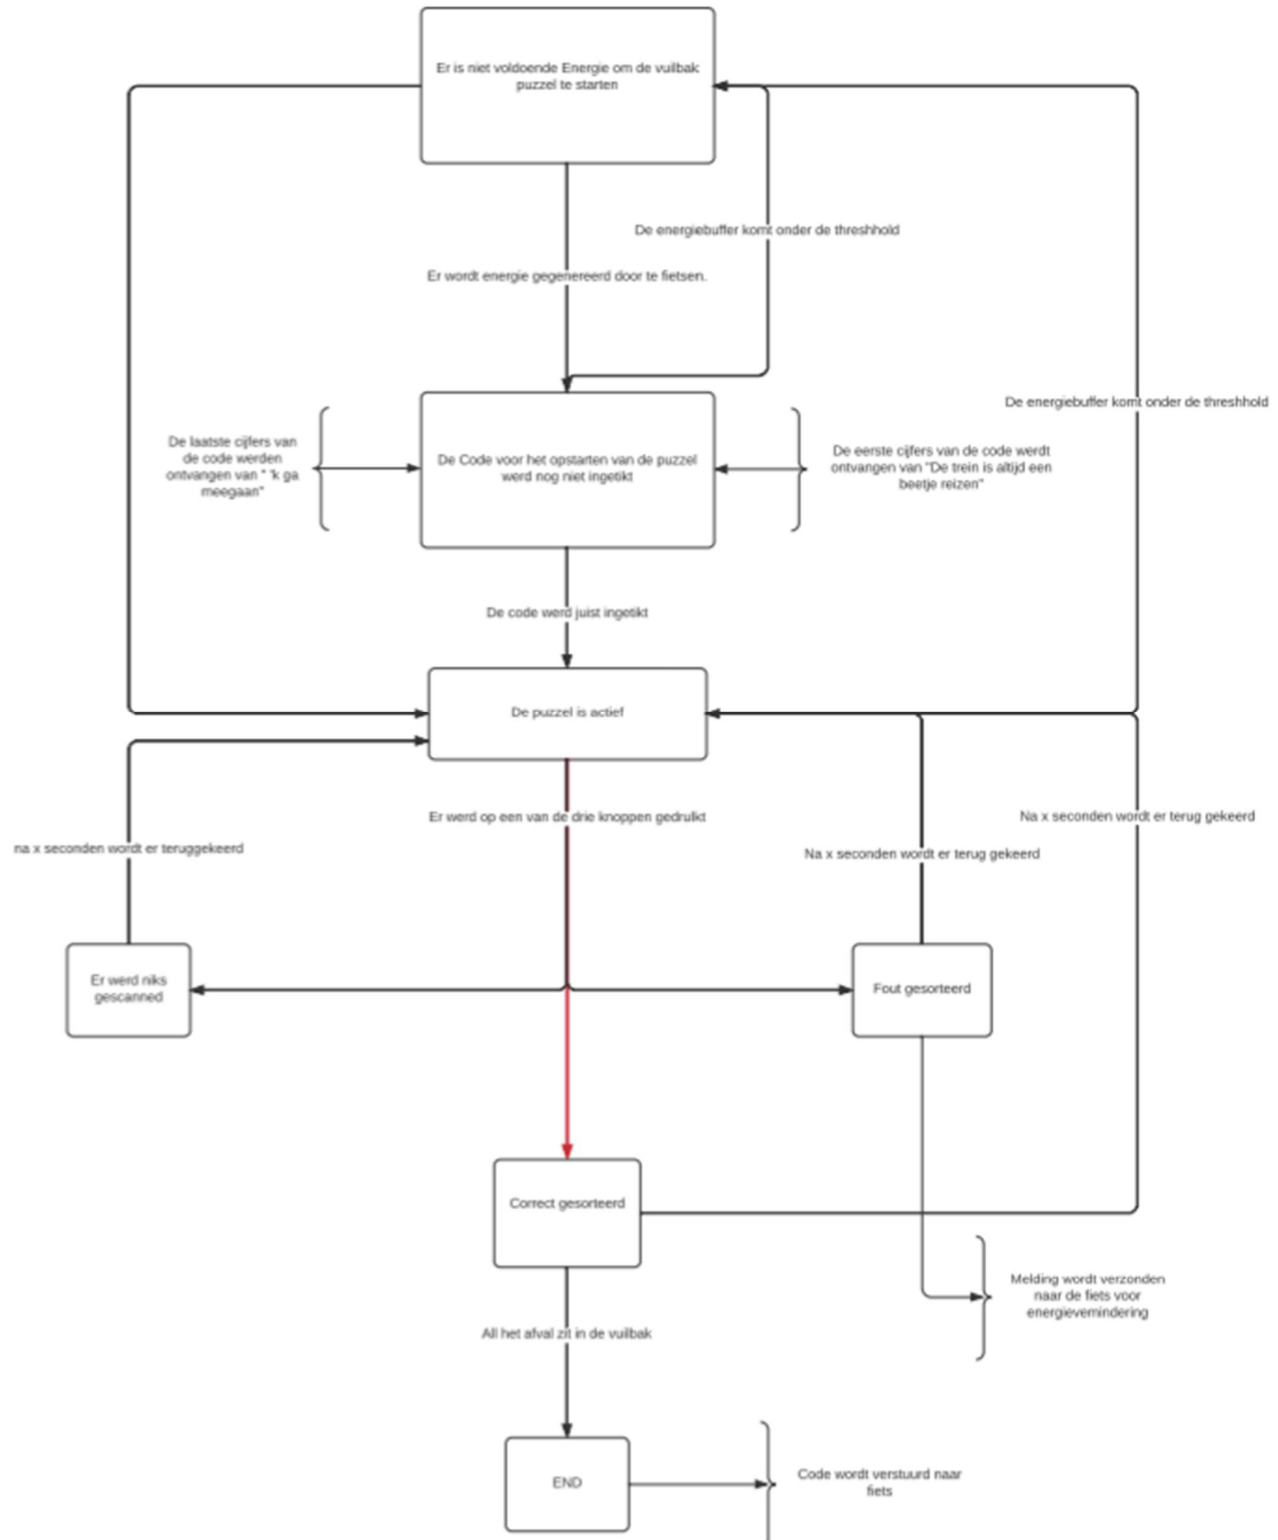 Er is niet voldoende Energie om de vuilbak
puzzel te starten
De energiebuffer komt onder de threshhold
Er wordt energie gegenereerd door te fietsen.
De energiebuffer komt onder de threshhold
De laatste cijfers van
de code werden
ontvangen van " 'k ga
meegaan"
De Code voor het opstarten van de puzzel
werd nog niet ingetikt
De eerste cijfers van de code werdt
ontvangen van "De trein is altijd een
beetje reizen"
De code werd juist ingetikt
De puzzel is actief
Er werd op een van de drie knoppen gedrulkt
Na x seconden wordt er terug gekeerd
na x seconden wordt er teruggekeerd
Na x seconden wordt er terug gekeerd
Er werd niks
gescanned
Fout gesorteerd
Correct gesorteerd
Melding wordt verzonden
naar de fiets voor
energievemindering
All het afval zit in de vuilbak
END
Code wordt verstuurd naar
fiets